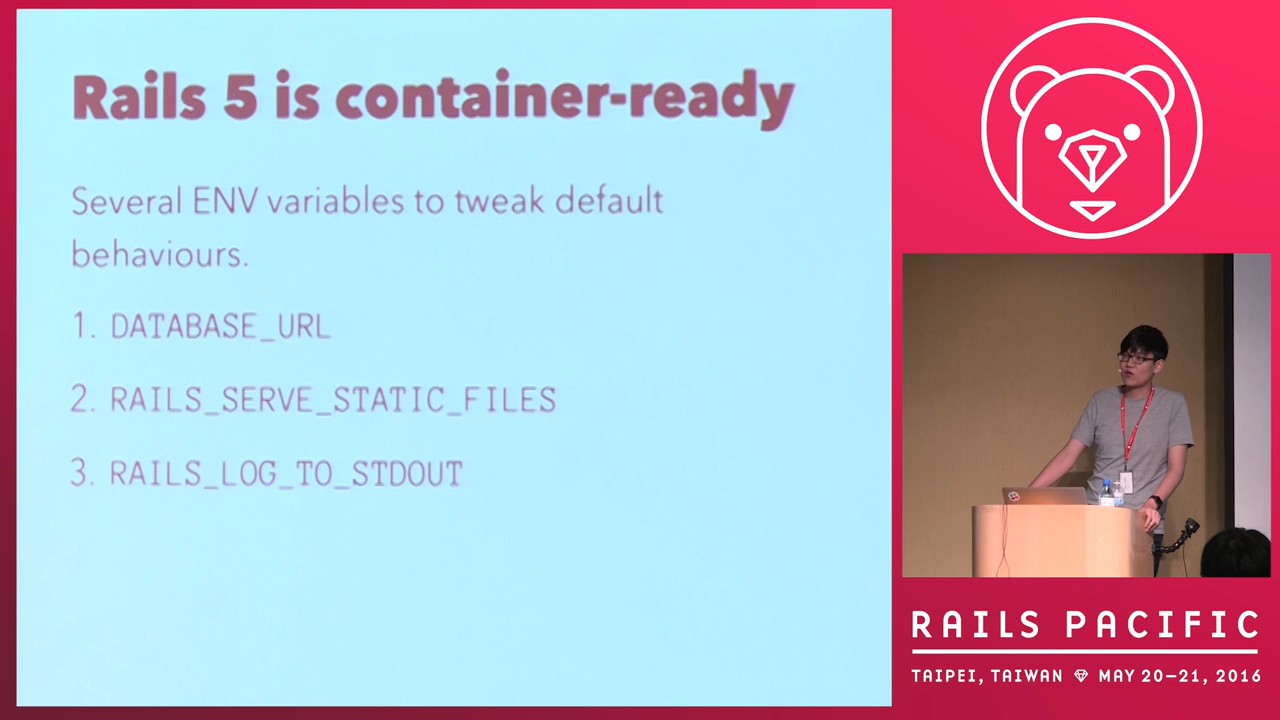 Rails 5 is container-ready
Several ENV variables to tweak default
behaviours.
1. DATABASE_URL
2. RAILS_SERVE_STATIC_FILES
3. RAILS_LOG_TO_STDOUT
RAILS PACIFIC
TAIPEI, TAIWAN MAY 20–21, 2016